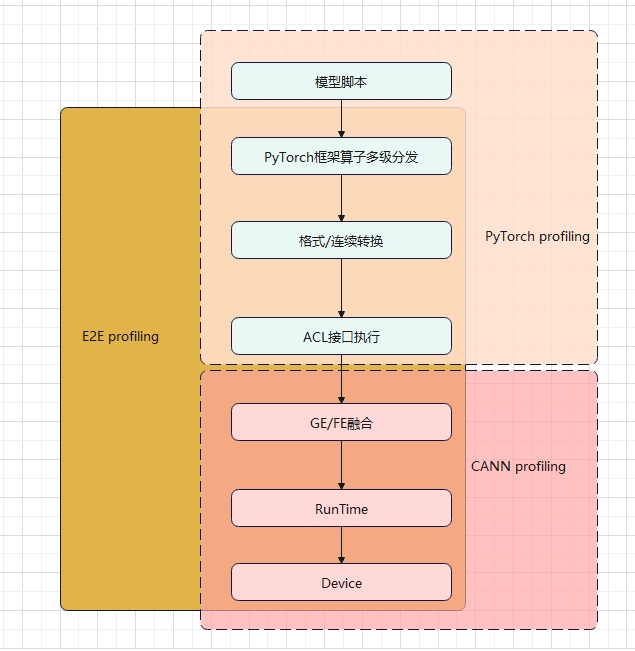 模型脚本
PyTorch框架算子多级分发
格式/连续转换
PyTorch profiling
ACL接口执行
E2E profiling
GE/FE融合
CANN profiling
RunTime
Device